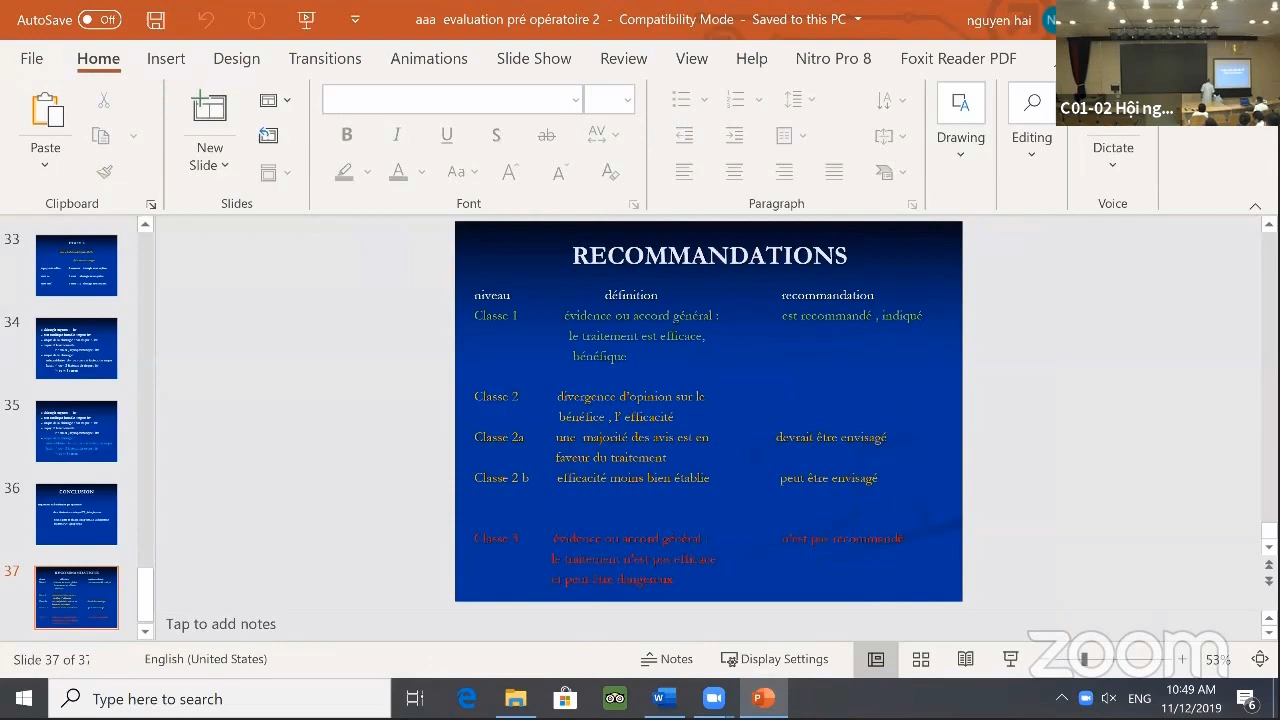 AutoSave Off aaa evaluation pré opératoire 2 - Compatibility Mode - Saved to this PC nguyen hai
File Home Insert Design Transitions Animations Slide Show Review View Help Nitro Pro 8 Foxit Reader PDF
C01-02 Hội ng...
Paste
New
Slide
Drawing
Editing
Dictate
Clipboard Slides Font Paragraph Voice
33
34
35
36
CONCLUSION
RECOMMANDATIONS
niveau définition recommandation
Classe 1 évidence ou accord général : est recommandé , indiqué
le traitement est efficace,
bénéfique
Classe 2 divergence d'opinion sur le
bénéfice , l' efficacité
Classe 2a une majorité des avis est en devrait être envisagé
faveur du traitement
Classe 2 b efficacité moins bien établie peut être envisagé
Classe 3 évidence ou accord général : n'est pas recommandé
le traitement n'est pas efficace
et peut être dangereux
Tap to add notes
Slide 37 of 37 English (United States) Notes Display Settings 53%
zoom
Type here to search
ENG
10:49 AM
11/12/2019
6